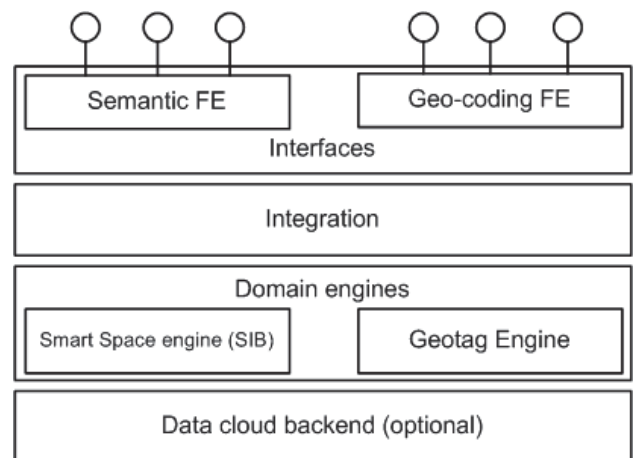 Semantic FE
Geo-coding FE
Interfaces
Integration
Domain engines
Smart Space engine (SIB)
Geotag Engine
Data cloud backend (optional)